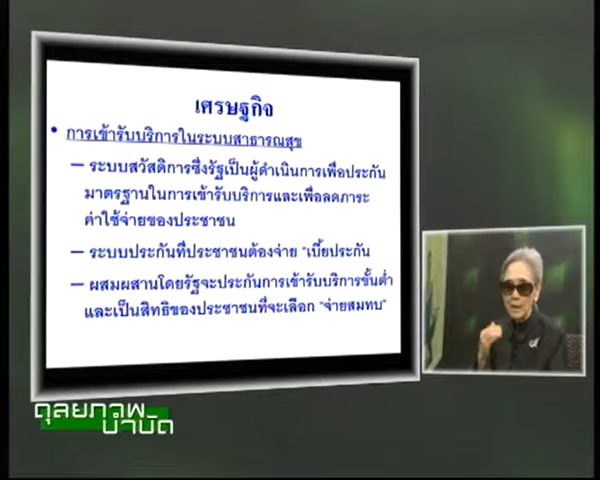 เศรษฐกิจ
• การเข้ารับบริการในระบบสาธารณสุข
– ระบบสวัสดิการซึ่งรัฐเป็นผู้ดำเนินการเพื่อประกัน
มาตรฐานในการเข้ารับบริการและเพื่อลดภาระ
ค่าใช้จ่ายของประชาชน
– ระบบประกันที่ประชาชนต้องจ่าย "เบี้ยประกัน
– ผสมผสานโดยรัฐจะประกันการเข้ารับบริการขั้นต่ำ
และเป็นสิทธิของประชาชนที่จะเลือก "จ่ายสมทบ"
ดุลยภาพ
บำบัด